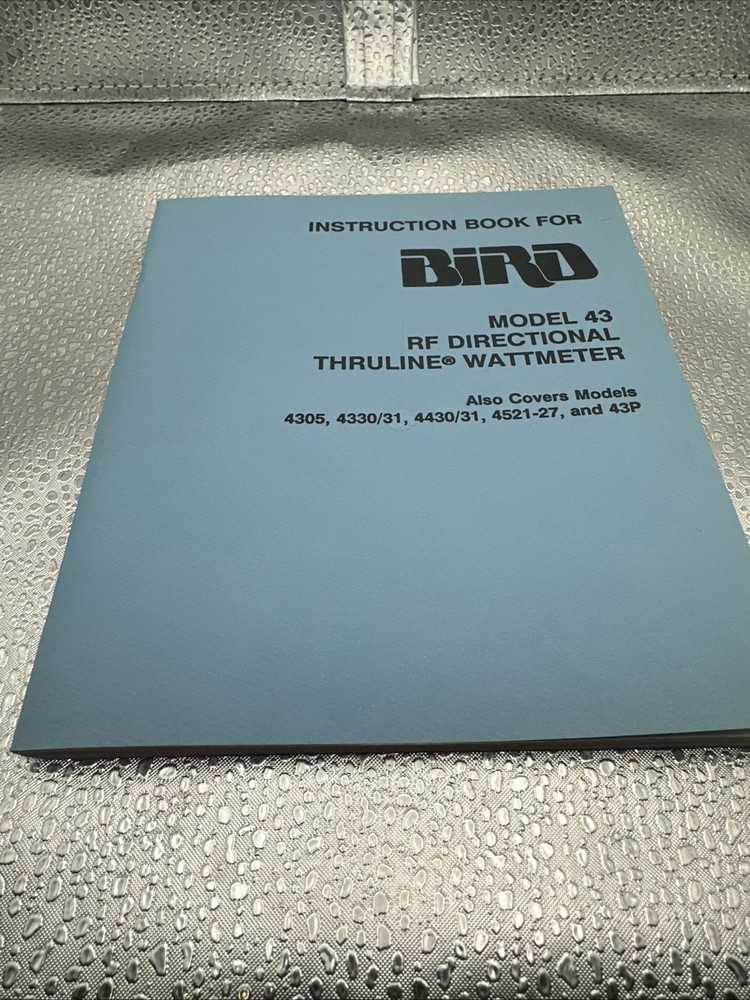 INSTRUCTION BOOK FOR
BIRD
MODEL 43
RF DIRECTIONAL
THRULINE® WATTMETER
Also Covers Models
4305, 4330/31, 4430/31, 4521-27, and 43P